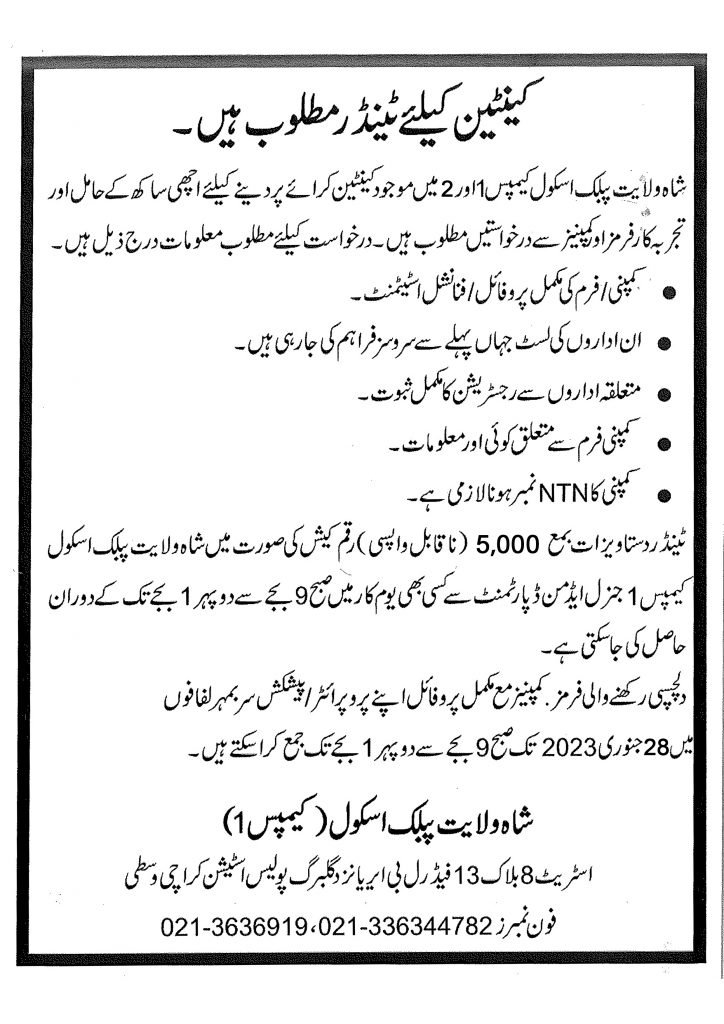 کینٹین کیلئے ٹینڈر مطلوب ہیں۔
شاہ ولایت پبلک اسکول کیمپس 1 اور 2 میں موجود کینٹین کرائے پر دینے کیلئے اچھی ساکھ کے حامل اور
تجربہ کار فرمز اور کمپنیز سے درخواستیں مطلوب ہیں۔ درخواست کیلئے مطلوب معلومات درج ذیل ہیں۔
● کمپنی/فرم کی مکمل پروفائل/فنانشل اسٹیٹمنٹ۔
● ان اداروں کی لسٹ جہاں پہلے سے سروسز فراہم کی جارہی ہیں۔
● متعلقہ اداروں سے رجسٹریشن کا مکمل ثبوت۔
● کمپنی فرم سے متعلق کوئی اور معلومات۔
● کمپنی کا NTN نمبر ہونا لازمی ہے۔
ٹینڈر دستاویزات بمع 5,000 (ناقابل واپسی) رقم کیش کی صورت میں شاہ ولایت پبلک اسکول
کیمپس 1 جنرل ایڈمن ڈپارٹمنٹ سے کسی بھی یوم کار میں صبح 9 بجے سے دوپہر 1 بجے تک کے دوران
حاصل کی جاسکتی ہے۔
دلچسپی رکھنے والی فرمز. کمپنیز مع مکمل پروفائل اپنے پروپرائٹر/پیشکش سربمہر لفافوں
میں 28 جنوری 2023 تک صبح 9 بجے سے دوپہر 1 بجے تک جمع کراسکتے ہیں۔
شاہ ولایت پبلک اسکول (کیمپس 1)
اسٹریٹ 8 بلاک 13 فیڈرل بی ایریا نزد گلبرگ پولیس اسٹیشن کراچی وسطی
فون نمبرز 021-336344782، 021-3636919